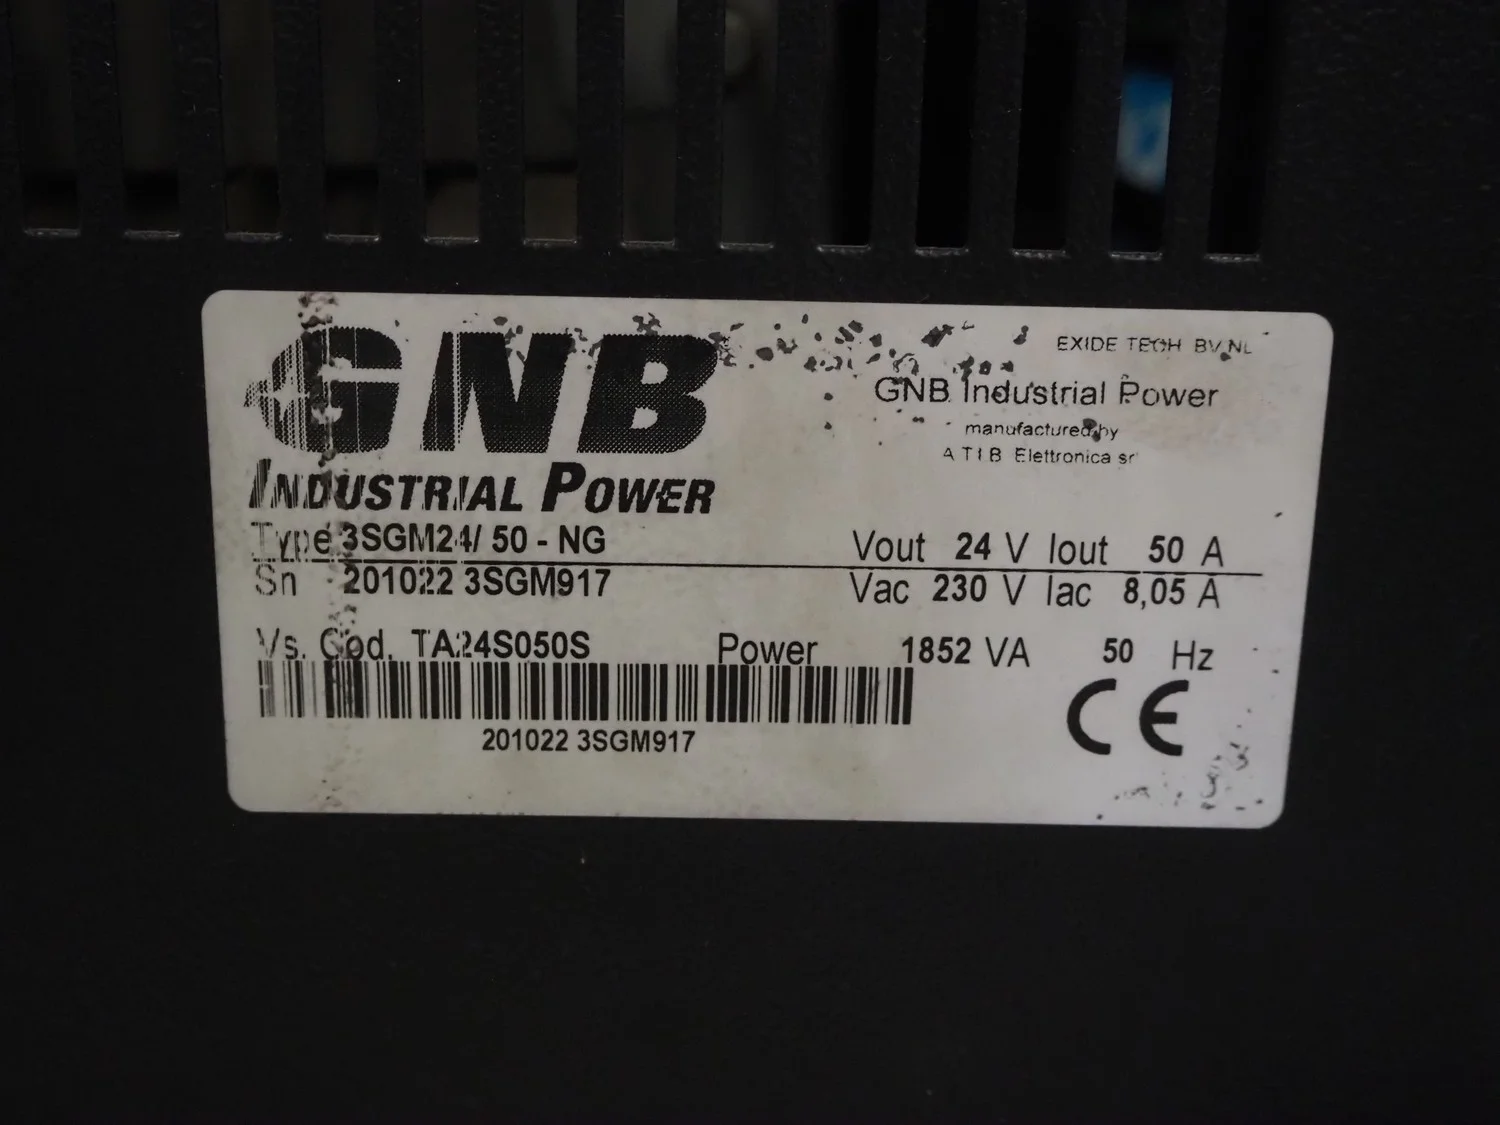 GNB
INDUSTRIAL POWER
EXIDE TECH BV NL
GNB Industrial Power
manufactured by
A T I B Elettronica srl
Type 3SGM24/ 50 - NG
Vout 24 V Iout 50 A
Sn 201022 3SGM917
Vac 230 V Iac 8,05 A
Vs. Cod. TA24S050S Power 1852 VA 50 Hz
201022 3SGM917
CE